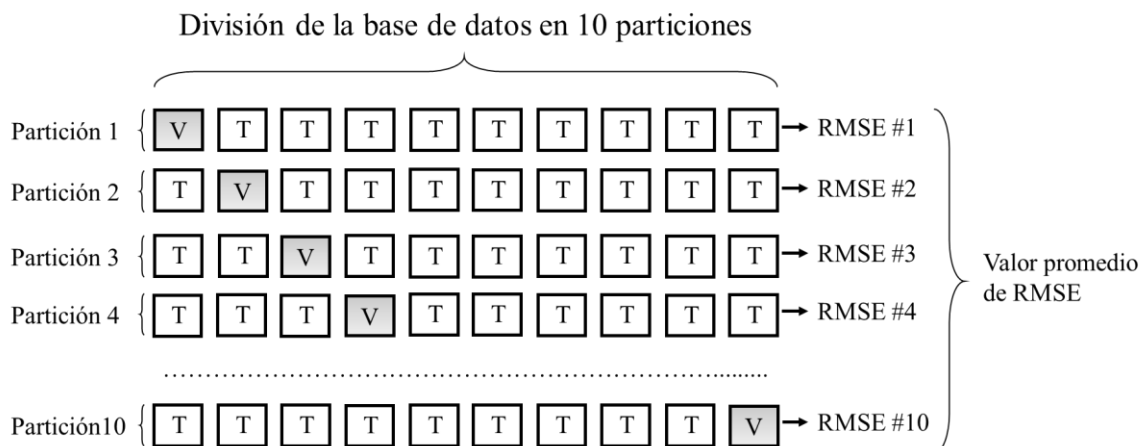 División de la base de datos en 10 particiones
Partición 1 V T T T T T T T T T RMSE #1
Partición 2 T V T T T T T T T T RMSE #2
Partición 3 T T V T T T T T T T RMSE #3
Partición 4 T T T V T T T T T T RMSE #4
Partición10 T T T T T T T T T V RMSE #10
Valor promedio
de RMSE